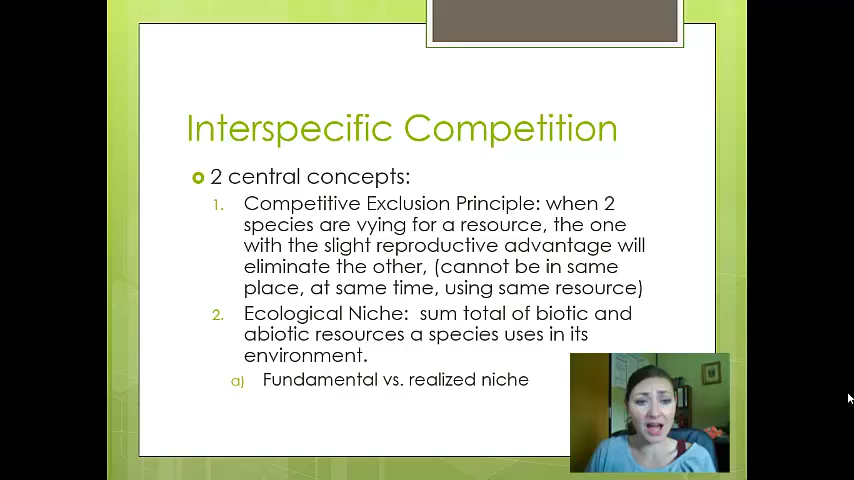 Interspecific Competition
2 central concepts:
1. Competitive Exclusion Principle: when 2
species are vying for a resource, the one
with the slight reproductive advantage will
eliminate the other, (cannot be in same
place, at same time, using same resource)
2. Ecological Niche: sum total of biotic and
abiotic resources a species uses in its
environment.
a) Fundamental vs. realized niche